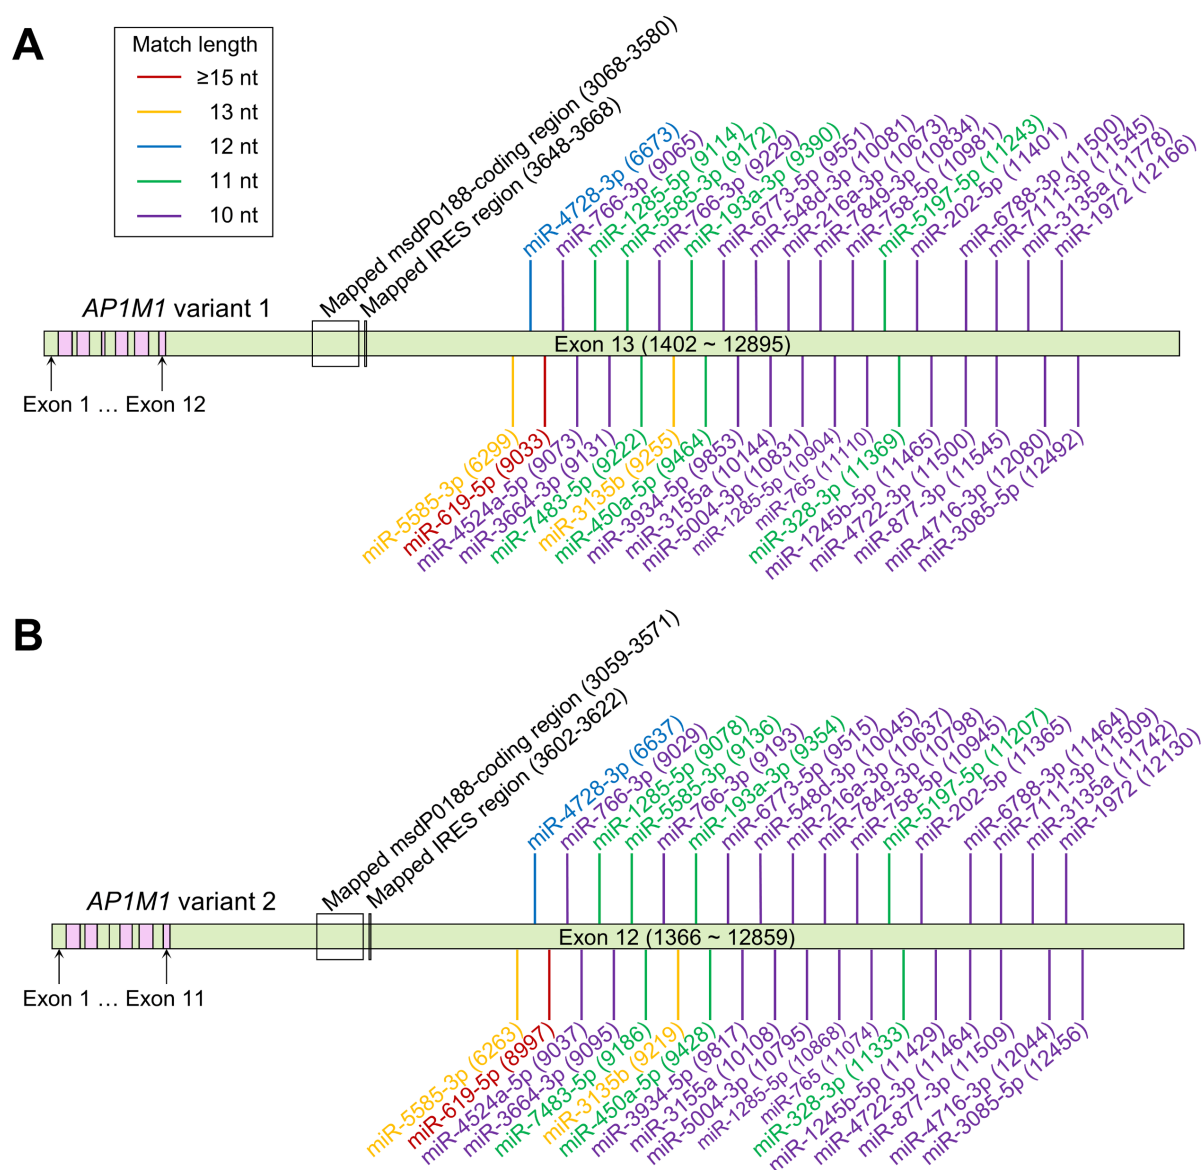 A
Match length
≥15 nt
13 nt
12 nt
11 nt
10 nt
Mapped msdP0188-coding region (3068-3580)
Mapped IRES region (3648-3668)
miR-4728-3p (6673)
miR-766-3p (9065)
miR-1285-5p (9114)
miR-5585-3p (9172)
miR-766-3p (9229)
miR-193a-3p (9390)
miR-6773-5p (9551)
miR-548d-3p (10081)
miR-216a-3p (10673)
miR-7849-3p (10834)
miR-758-5p (10981)
miR-5197-5p (11243)
miR-202-5p (11401)
miR-6788-3p (11500)
miR-7111-3p (11545)
miR-3135a (11778)
miR-1972 (12166)
AP1M1 variant 1
Exon 13 (1402 ~ 12895)
Exon 1 … Exon 12
miR-5585-3p (6299)
miR-619-5p (9033)
miR-4524a-5p (9073)
miR-3664-3p (9131)
miR-7483-5p (9222)
miR-3135b (9255)
miR-450a-5p (9464)
miR-3934-5p (9853)
miR-3155a (10144)
miR-5004-3p (10831)
miR-1285-5p (10904)
miR-765 (11110)
miR-328-3p (11369)
miR-1245b-5p (11465)
miR-4722-3p (11500)
miR-877-3p (11545)
miR-4716-3p (12080)
miR-3085-5p (12492)
B
Mapped msdP0188-coding region (3059-3571)
Mapped IRES region (3602-3622)
miR-4728-3p (6637)
miR-766-3p (9029)
miR-1285-5p (9078)
miR-5585-3p (9136)
miR-766-3p (9193)
miR-193a-3p (9354)
miR-6773-5p (9515)
miR-548d-3p (10045)
miR-216a-3p (10637)
miR-7849-3p (10798)
miR-758-5p (10945)
miR-5197-5p (11207)
miR-202-5p (11365)
miR-6788-3p (11464)
miR-7111-3p (11509)
miR-3135a (11742)
miR-1972 (12130)
AP1M1 variant 2
Exon 12 (1366 ~ 12859)
Exon 1 … Exon 11
miR-5585-3p (6263)
miR-619-5p (8997)
miR-4524a-5p (9037)
miR-3664-3p (9095)
miR-7483-5p (9186)
miR-3135b (9219)
miR-450a-5p (9428)
miR-3934-5p (9817)
miR-3155a (10108)
miR-5004-3p (10795)
miR-1285-5p (10868)
miR-765 (11074)
miR-328-3p (11333)
miR-1245b-5p (11429)
miR-4722-3p (11464)
miR-877-3p (11509)
miR-4716-3p (12044)
miR-3085-5p (12456)